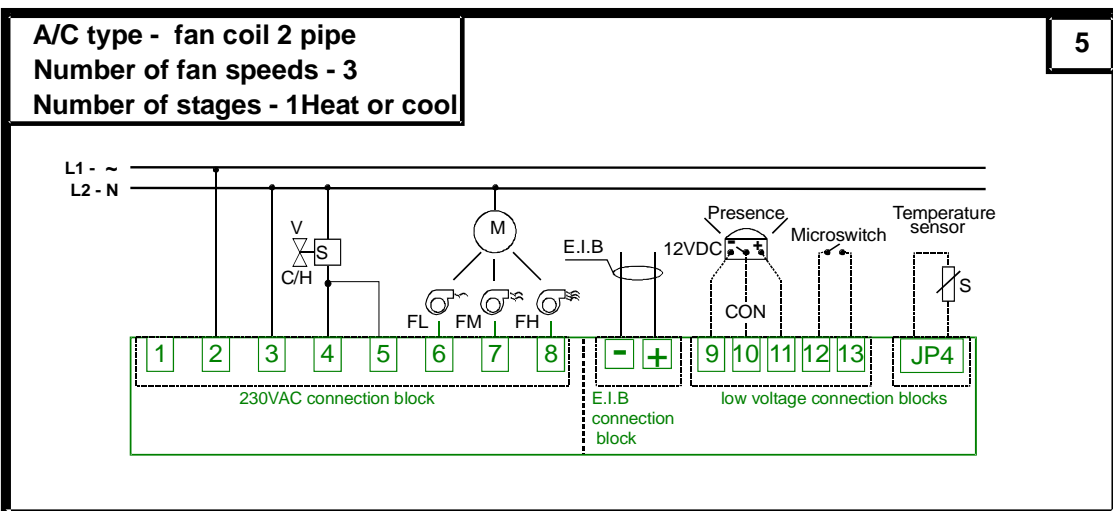 A/C type - fan coil 2 pipe
Number of fan speeds - 3
Number of stages - 1Heat or cool
5
L1 - ~
L2 - N
V
S
C/H
M
FL
FM
FH
E.I.B
Presence
12VDC
- +
CON
Microswitch
Temperature
sensor
S
1 2 3 4 5 6 7 8 - + 9 10 11 12 13 JP4
230VAC connection block
E.I.B
connection
block
low voltage connection blocks